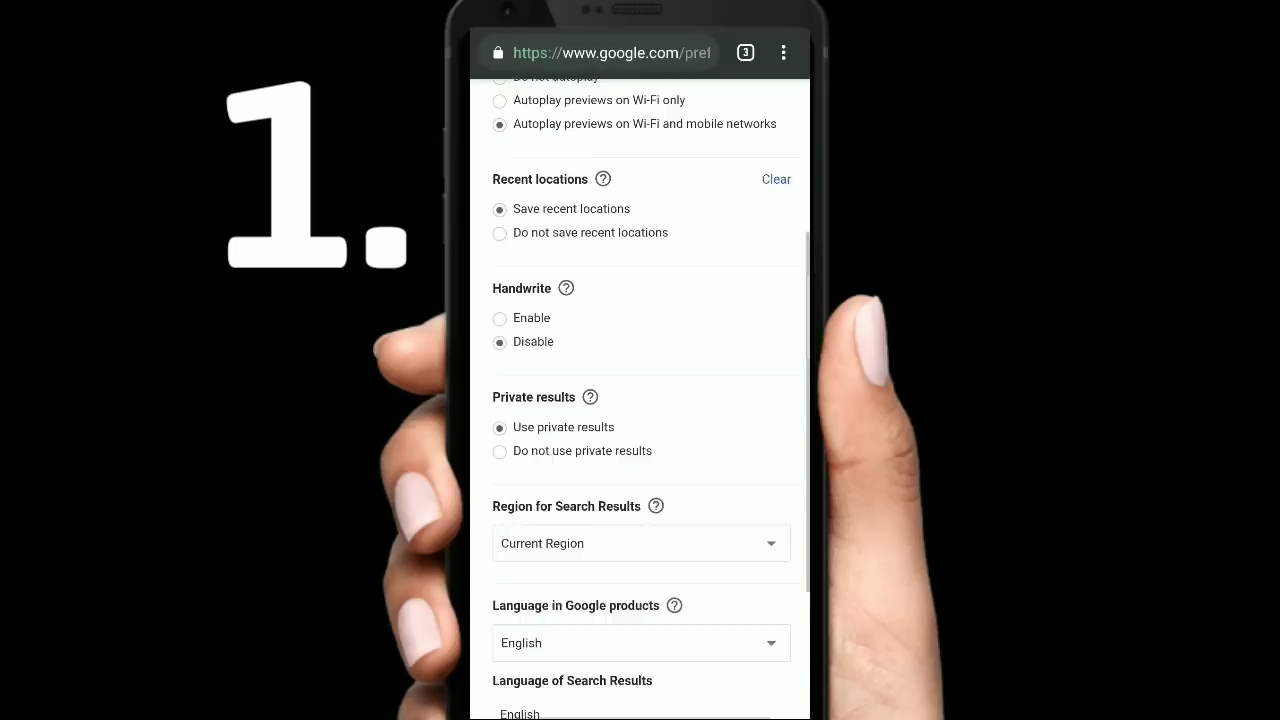 1.
https://www.google.com/pref
3
Do not autoplay
Autoplay previews on Wi-Fi only
Autoplay previews on Wi-Fi and mobile networks
Recent locations ? Clear
Save recent locations
Do not save recent locations
Handwrite ?
Enable
Disable
Private results ?
Use private results
Do not use private results
Region for Search Results ?
Current Region
Language in Google products ?
English
Language of Search Results
English